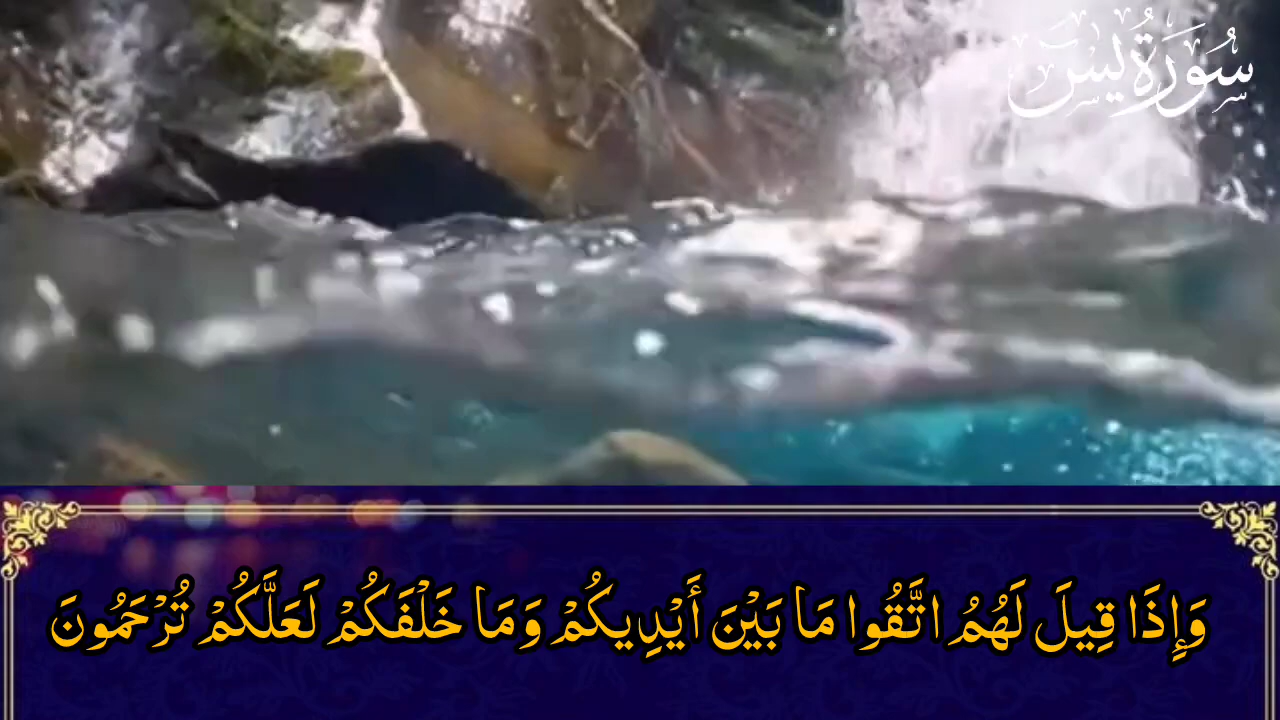 سُورَةُ يسٓ
وَإِذَا قِيلَ لَهُمُ اتَّقُوا مَا بَيْنَ أَيْدِيكُمْ وَمَا خَلْفَكُمْ لَعَلَّكُمْ تُرْحَمُونَ